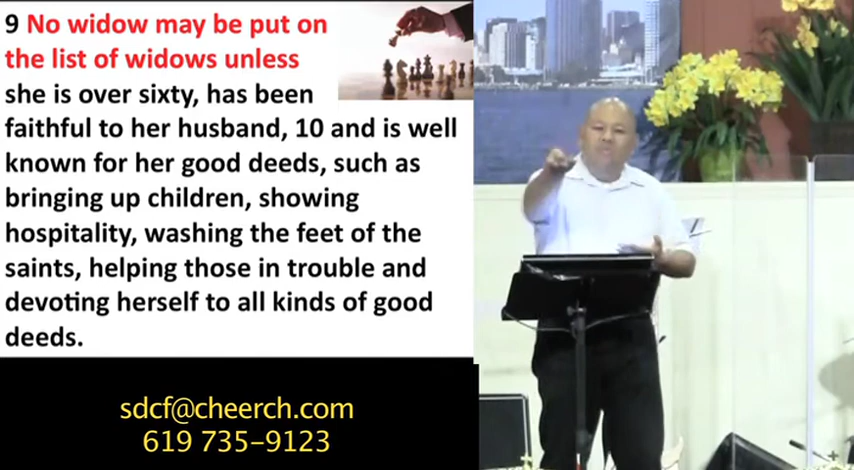 9 No widow may be put on
the list of widows unless
she is over sixty, has been
faithful to her husband, 10 and is well
known for her good deeds, such as
bringing up children, showing
hospitality, washing the feet of the
saints, helping those in trouble and
devoting herself to all kinds of good
deeds.
sdcf@cheerch.com
619 735-9123